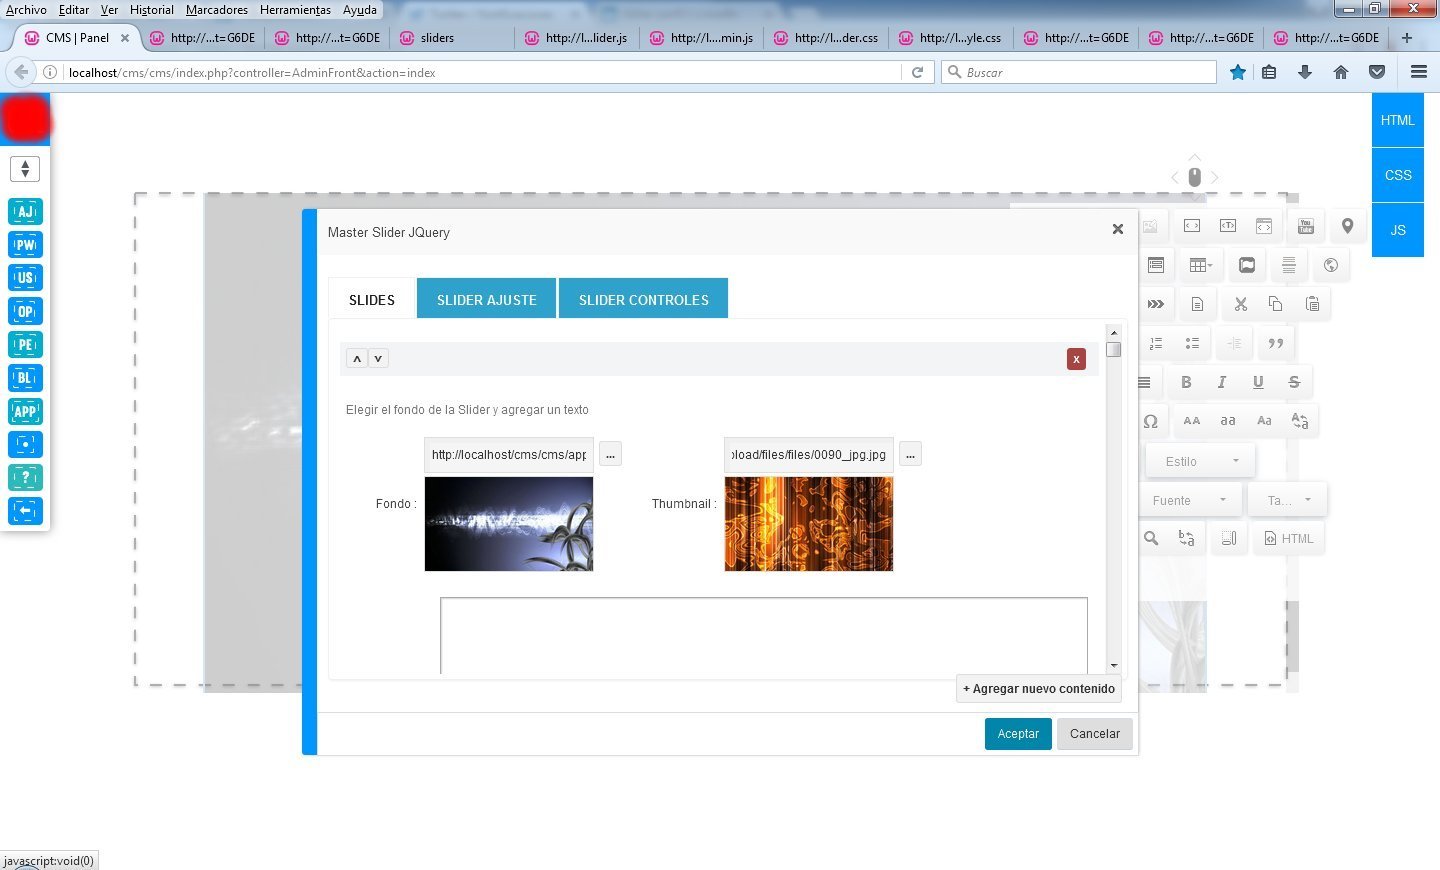 Archivo Editar Ver Historial Marcadores Herramientas Ayuda
CMS | Panel http://...t=G6DE http://...t=G6DE sliders http://l...lider.js http://l....min.js http://l...der.css http://l...yle.css http://...t=G6DE http://...t=G6DE http://...t=G6DE
localhost/cms/cms/index.php?controller=AdminFront&action=index
Buscar
HTML
CSS
JS
AJ
PW
US
OP
PE
BL
APP
?
Master Slider JQuery
SLIDES SLIDER AJUSTE SLIDER CONTROLES
x
Elegir el fondo de la Slider y agregar un texto
http://localhost/cms/cms/app ... load/files/files/0090_jpg.jpg ...
Fondo : Thumbnail :
+ Agregar nuevo contenido
Aceptar Cancelar
You Tube
B I U S
Ω AA aa Aa
Estilo
Fuente Ta...
HTML
javascript:void(0)